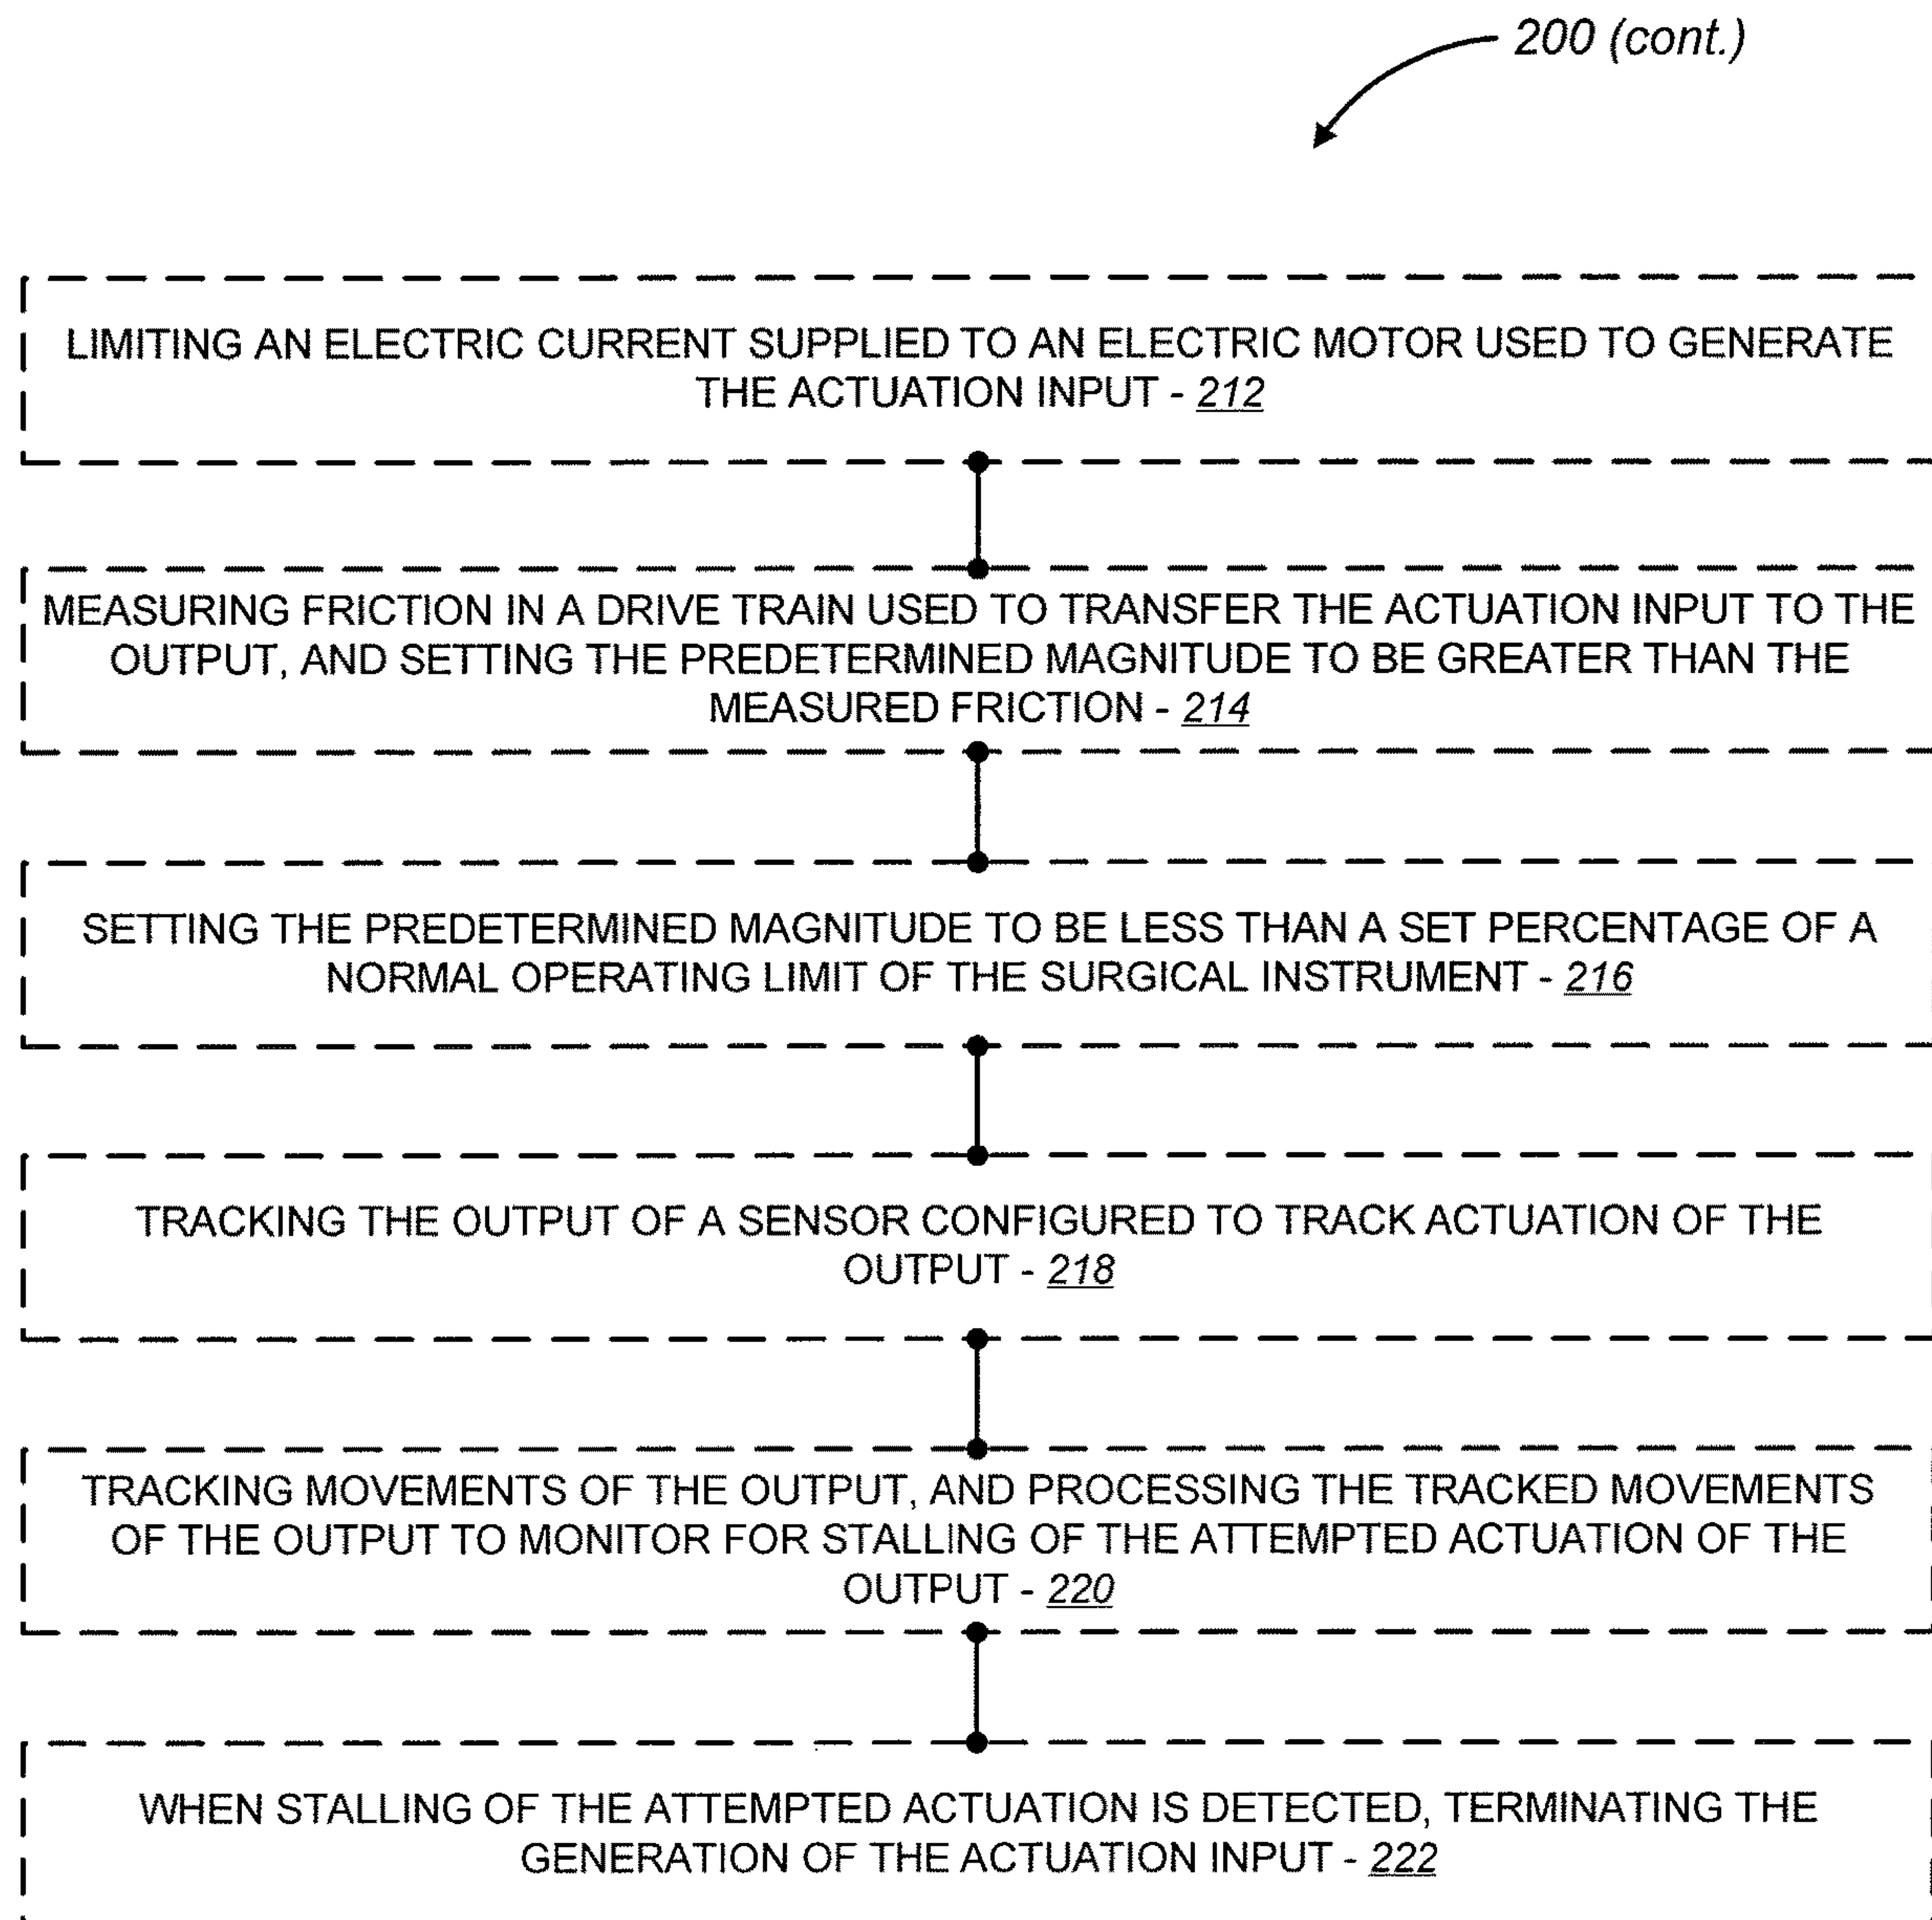 200 (cont.)
LIMITING AN ELECTRIC CURRENT SUPPLIED TO AN ELECTRIC MOTOR USED TO GENERATE
THE ACTUATION INPUT - 212
MEASURING FRICTION IN A DRIVE TRAIN USED TO TRANSFER THE ACTUATION INPUT TO THE
OUTPUT, AND SETTING THE PREDETERMINED MAGNITUDE TO BE GREATER THAN THE
MEASURED FRICTION - 214
SETTING THE PREDETERMINED MAGNITUDE TO BE LESS THAN A SET PERCENTAGE OF A
NORMAL OPERATING LIMIT OF THE SURGICAL INSTRUMENT - 216
TRACKING THE OUTPUT OF A SENSOR CONFIGURED TO TRACK ACTUATION OF THE
OUTPUT - 218
TRACKING MOVEMENTS OF THE OUTPUT, AND PROCESSING THE TRACKED MOVEMENTS
OF THE OUTPUT TO MONITOR FOR STALLING OF THE ATTEMPTED ACTUATION OF THE
OUTPUT - 220
WHEN STALLING OF THE ATTEMPTED ACTUATION IS DETECTED, TERMINATING THE
GENERATION OF THE ACTUATION INPUT - 222